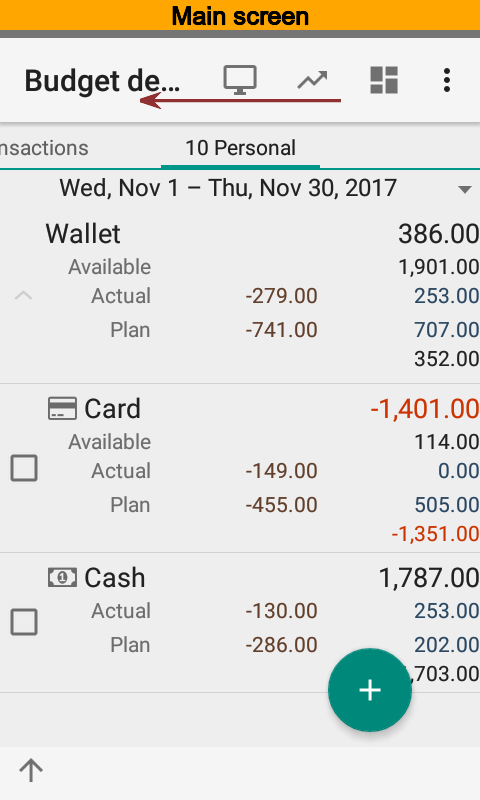 Main screen
Budget de...
nsactions 10 Personal
Wed, Nov 1 – Thu, Nov 30, 2017
Wallet 386.00
Available 1,901.00
Actual -279.00 253.00
Plan -741.00 707.00
352.00
Card -1,401.00
Available 114.00
Actual -149.00 0.00
Plan -455.00 505.00
-1,351.00
Cash 1,787.00
Actual -130.00 253.00
Plan -286.00 202.00
,703.00